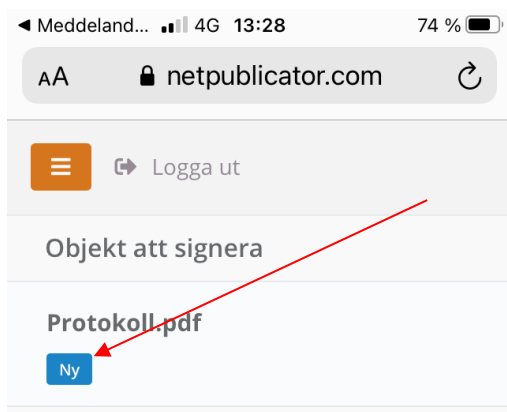 Meddeland... 4G 13:28 74 %
AA netpublicator.com
Logga ut
Objekt att signera
Protokoll.pdf
Ny